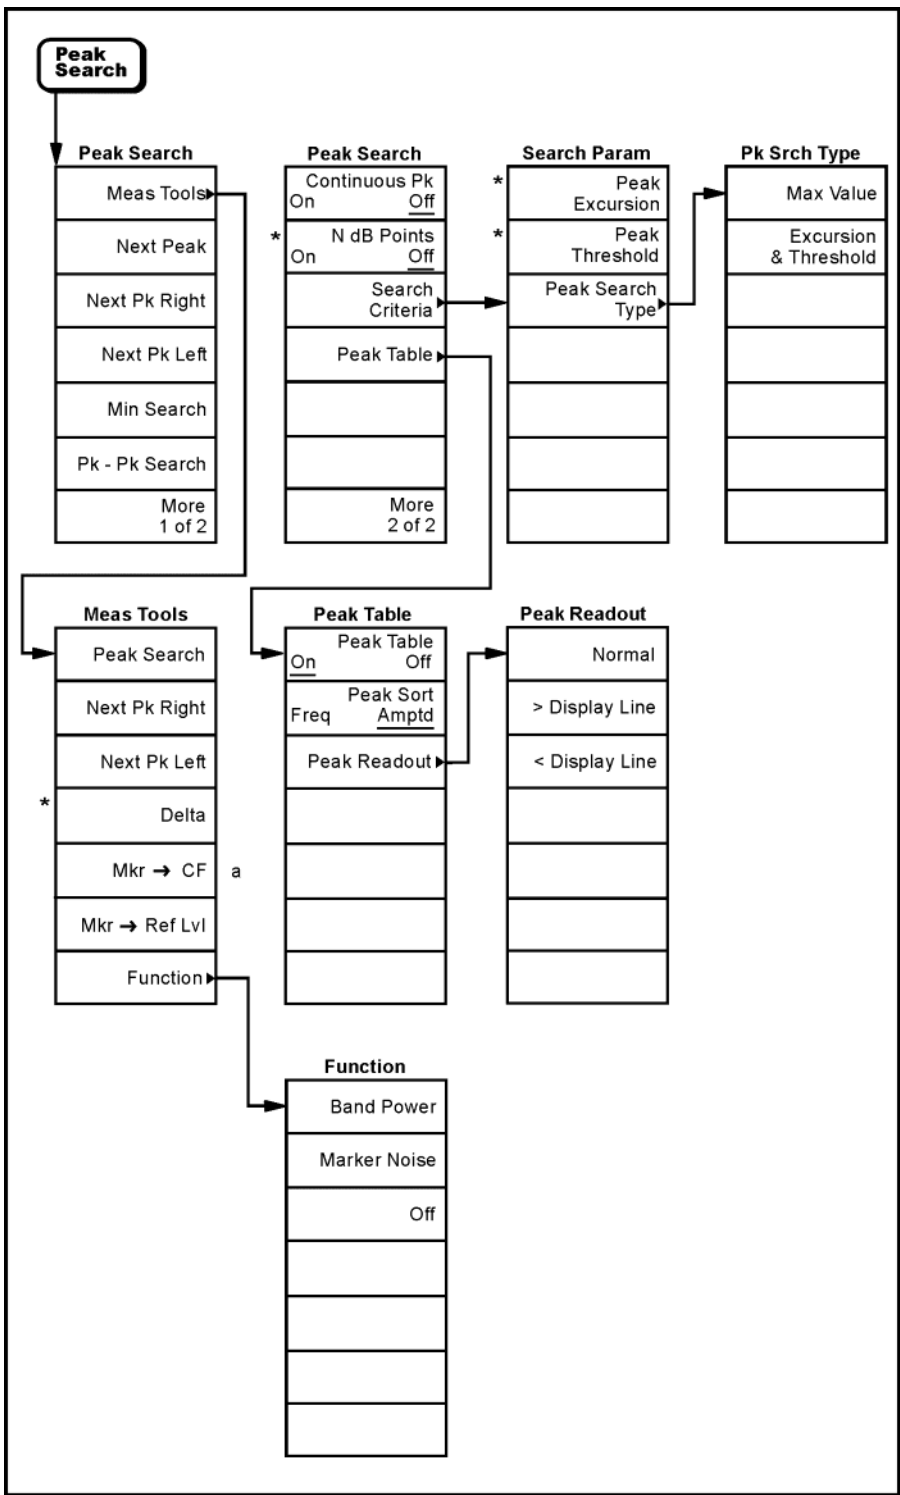 Peak
Search
Peak Search
Meas Tools
Next Peak
Next Pk Right
Next Pk Left
Min Search
Pk - Pk Search
More
1 of 2
Peak Search
Continuous Pk
On Off
* N dB Points
On Off
Search
Criteria
Peak Table
More
2 of 2
Search Param
* Peak
Excursion
* Peak
Threshold
Peak Search
Type
Pk Srch Type
Max Value
Excursion
& Threshold
Meas Tools
Peak Search
Next Pk Right
Next Pk Left
* Delta
Mkr → CF a
Mkr → Ref Lvl
Function
Peak Table
Peak Table
On Off
Peak Sort
Freq Amptd
Peak Readout
Peak Readout
Normal
> Display Line
< Display Line
Function
Band Power
Marker Noise
Off